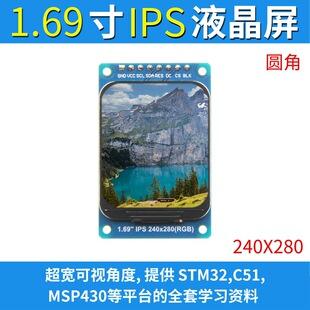 1.69寸IPS液晶屏
圆角
GND VCC SCL SDA RES DC CS BLK
1.69" IPS 240x280(RGB)
240X280
超宽可视角度, 提供 STM32,C51,
MSP430等平台的全套学习资料